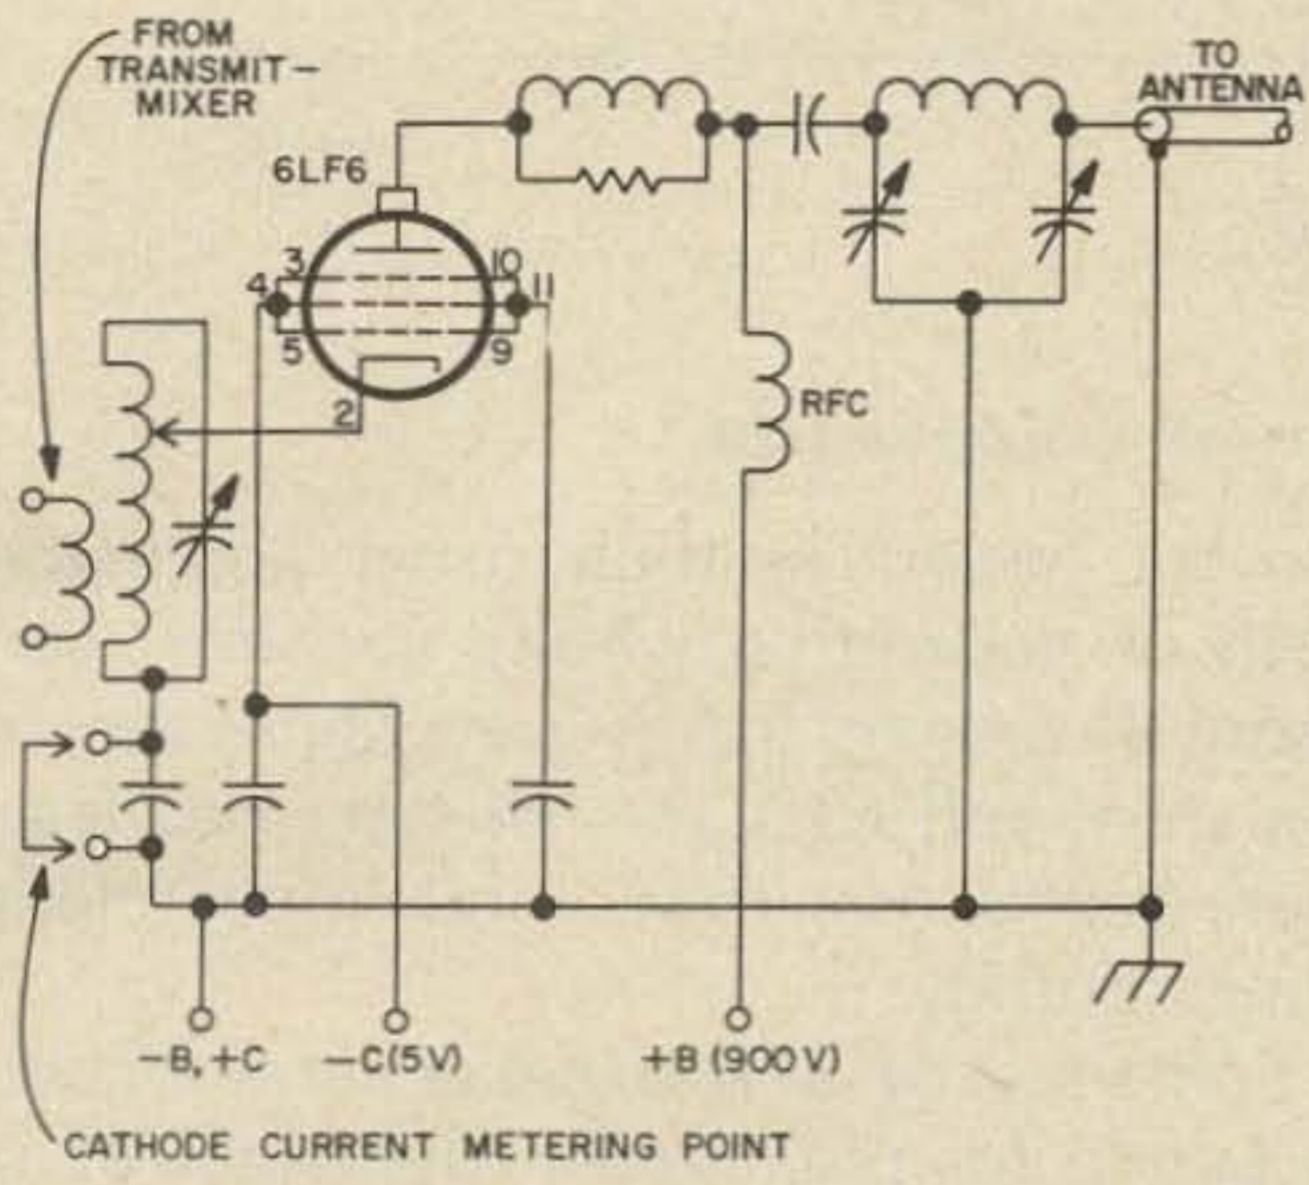 FROM
TRANSMIT-
MIXER
TO
ANTENNA
6LF6
3
10
4
11
5
9
2
RFC
-B,+C
-C(5V)
+B (900V)
CATHODE CURRENT METERING POINT